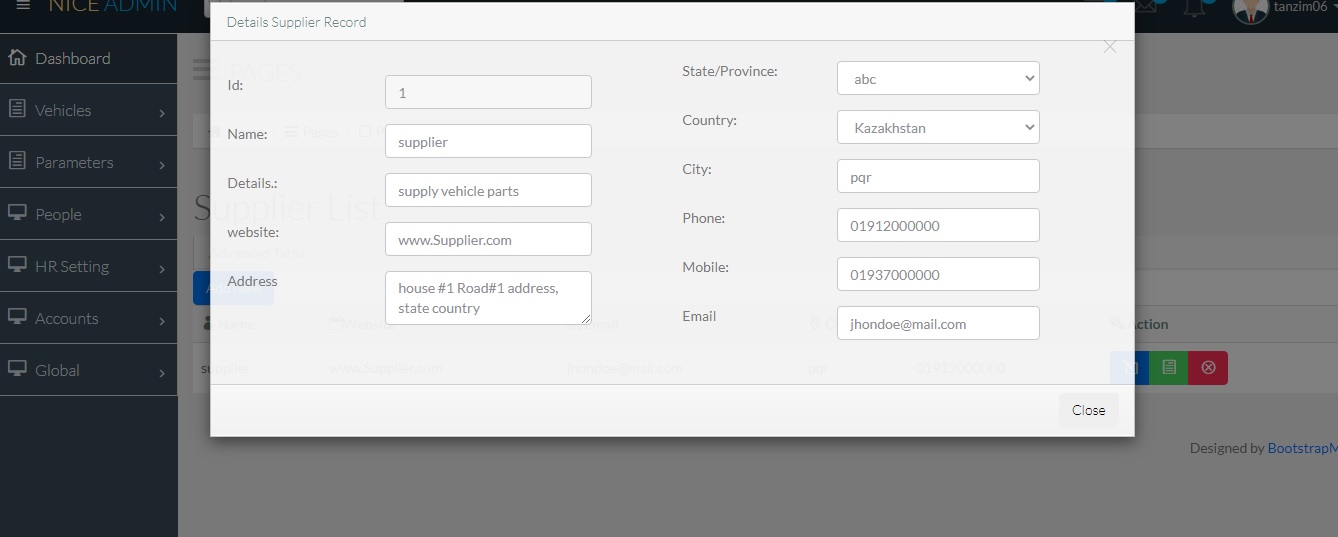 NICE ADMIN
tanzim06
Dashboard
Vehicles
Parameters
People
HR Setting
Accounts
Global
Details Supplier Record
Id:
1
Name:
supplier
Details.:
supply vehicle parts
website:
www.Supplier.com
Address
house #1 Road#1 address,
state country
State/Province:
abc
Country:
Kazakhstan
City:
pqr
Phone:
01912000000
Mobile:
01937000000
Email
jhondoe@mail.com
Close
PAGES
Pages
Supplier List
Advanced Table
Name
Website
Email
Action
supplier
www.Supplier.com
jhondoe@mail.com
pqr
01912000000
Designed by BootstrapM